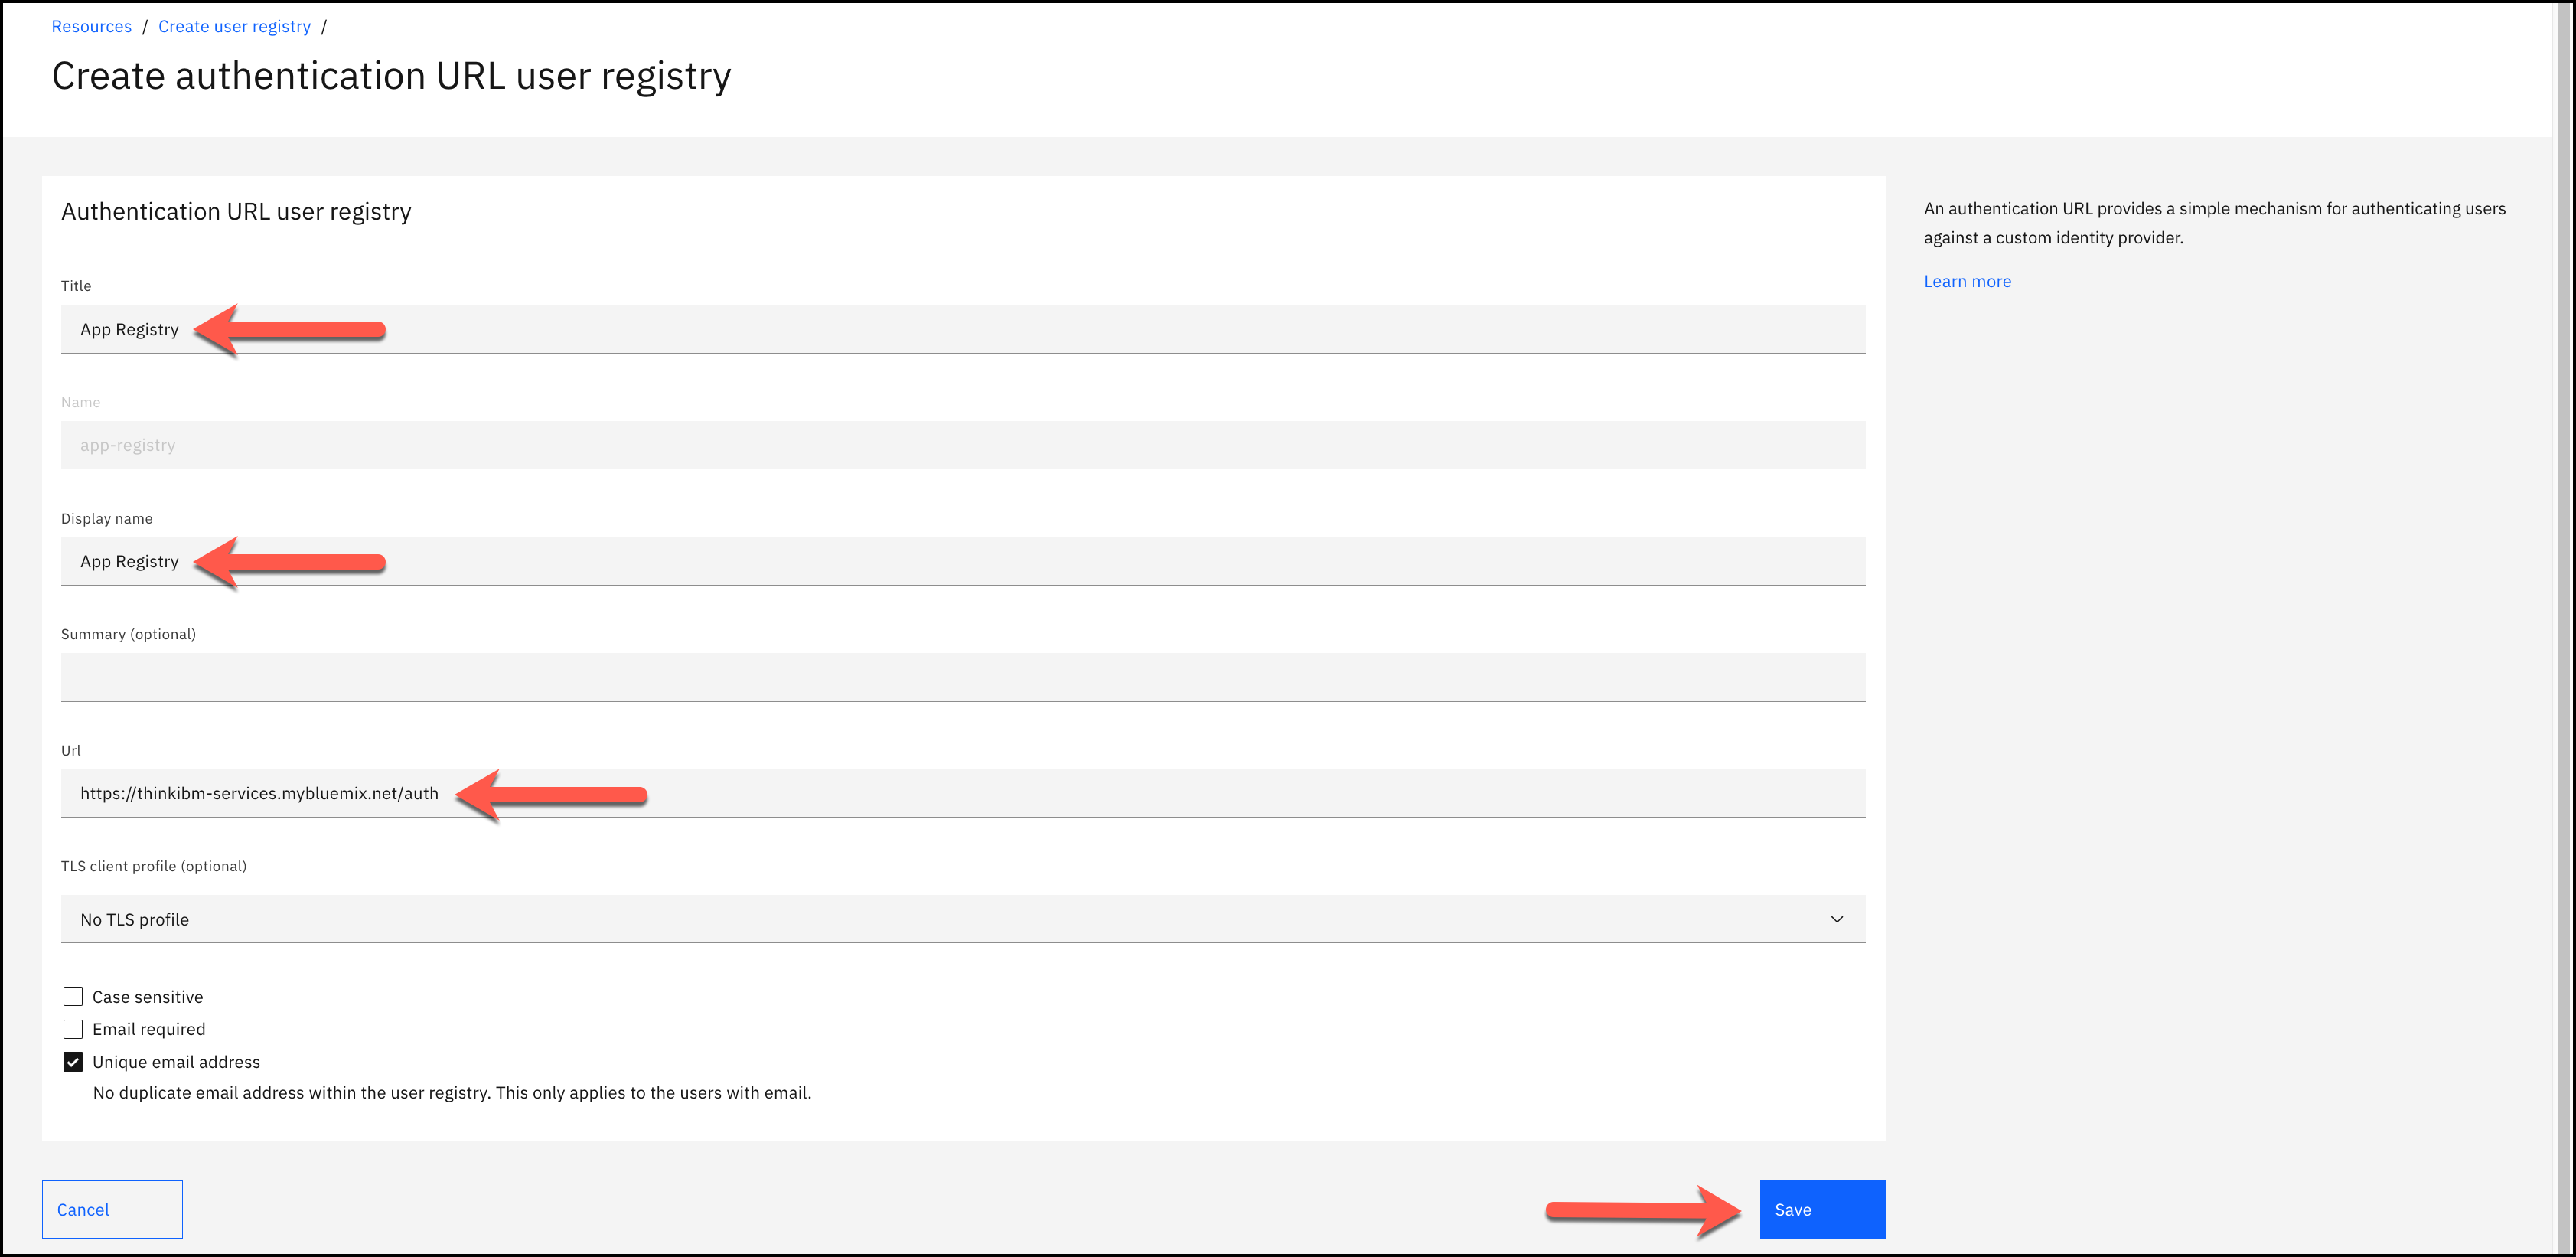 Resources / Create user registry /
Create authentication URL user registry
Authentication URL user registry
Title
App Registry
Name
app-registry
Display name
App Registry
Summary (optional)
Url
https://thinkibm-services.mybluemix.net/auth
TLS client profile (optional)
No TLS profile
Case sensitive
Email required
Unique email address
No duplicate email address within the user registry. This only applies to the users with email.
Cancel
Save
An authentication URL provides a simple mechanism for authenticating users
against a custom identity provider.
Learn more